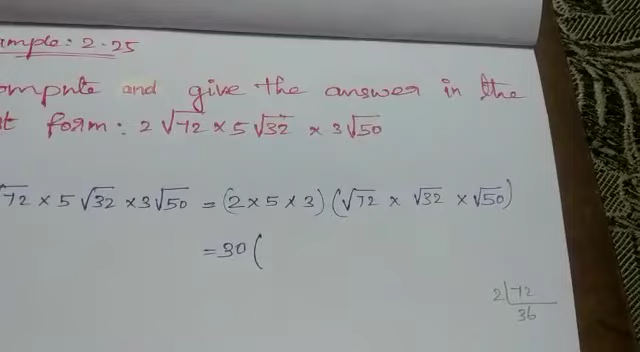 ample: 2.25
ompute and give the answer in the
t form: 2√72 × 5√32 × 3√50
√72 × 5√32 × 3√50 = (2×5×3)(√72 × √32 × √50)
= 30(
2|72
36